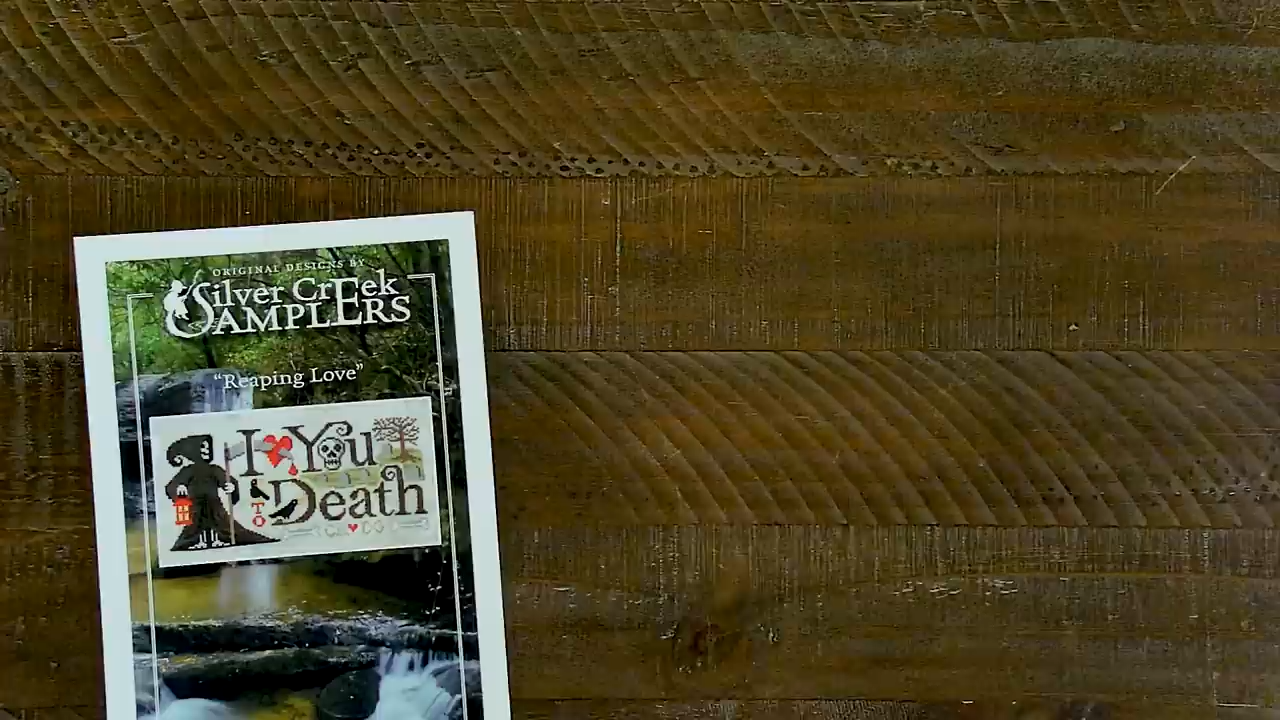 ORIGINAL DESIGNS BY
Silver CrEek
SAMPLERS
“Reaping Love”
I You
TO Death